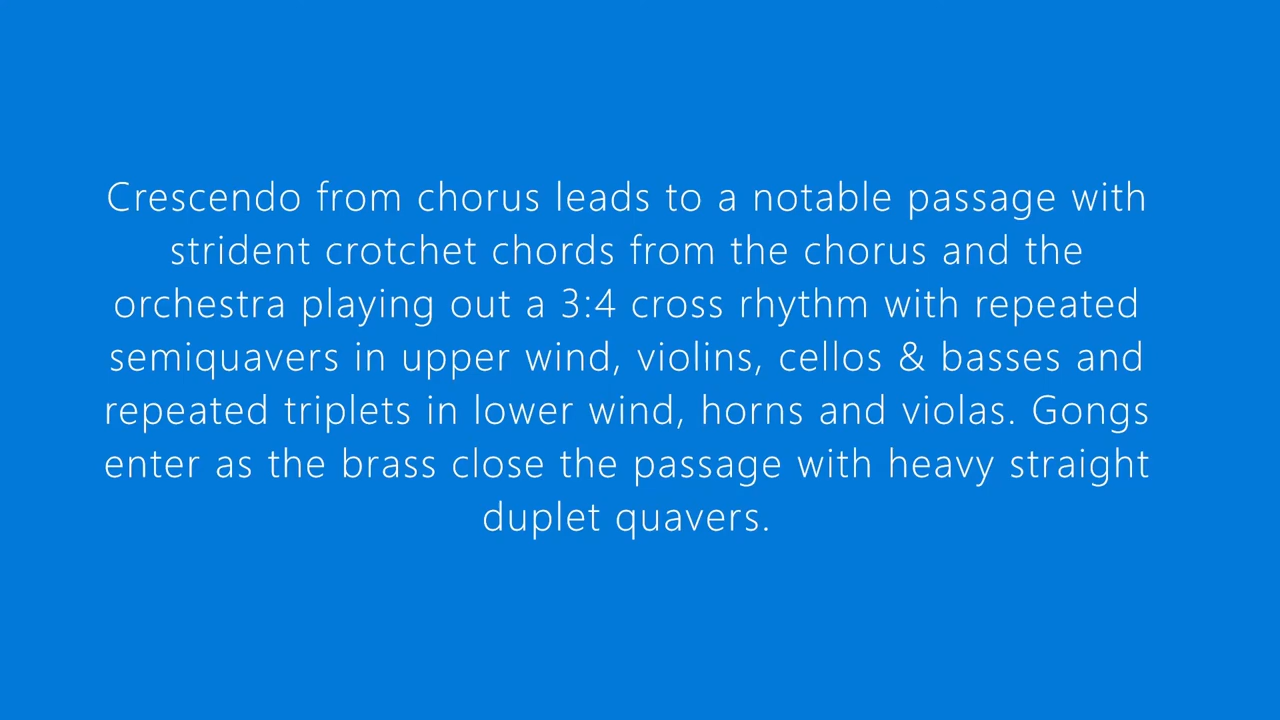 Crescendo from chorus leads to a notable passage with
strident crotchet chords from the chorus and the
orchestra playing out a 3:4 cross rhythm with repeated
semiquavers in upper wind, violins, cellos & basses and
repeated triplets in lower wind, horns and violas. Gongs
enter as the brass close the passage with heavy straight
duplet quavers.